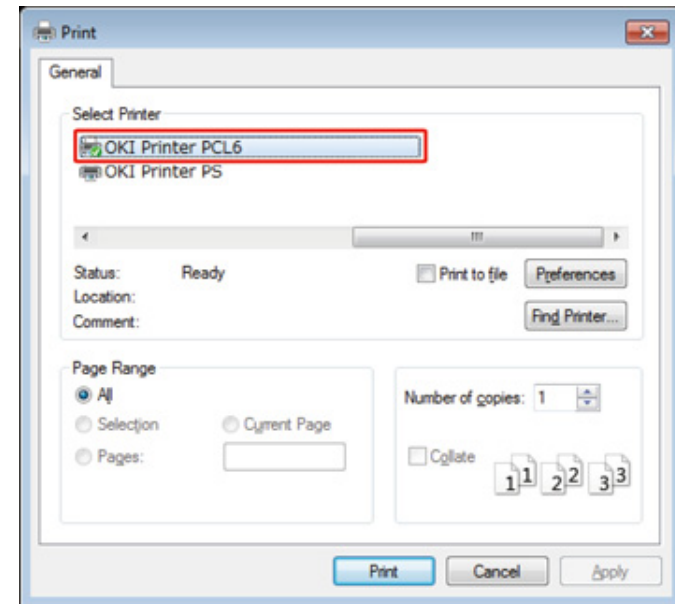 Print
General
Select Printer
OKI Printer PCL6
OKI Printer PS
Status: Ready
Print to file
Preferences
Location:
Comment:
Find Printer...
Page Range
All
Selection
Current Page
Pages:
Number of copies: 1
Collate
1 1 2 2 3 3
Print Cancel Apply